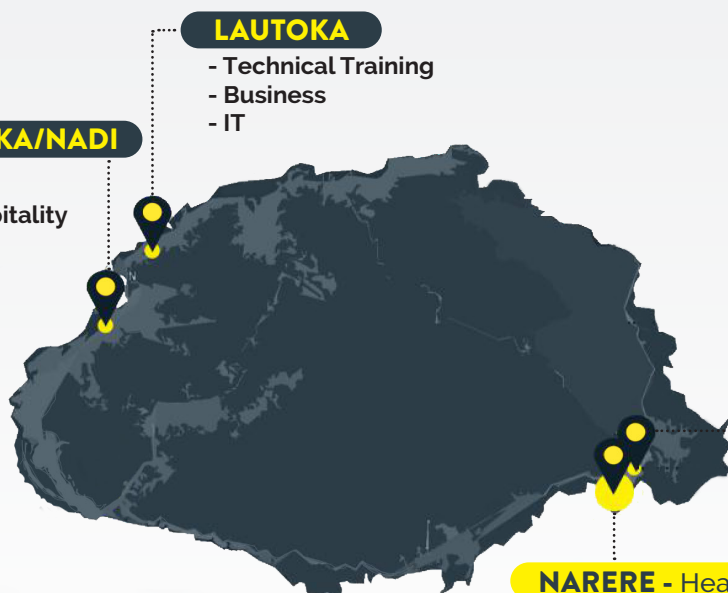 LAUTOKA
- Technical Training
- Business
- IT
KA/NADI
pitality
NARERE - Hea